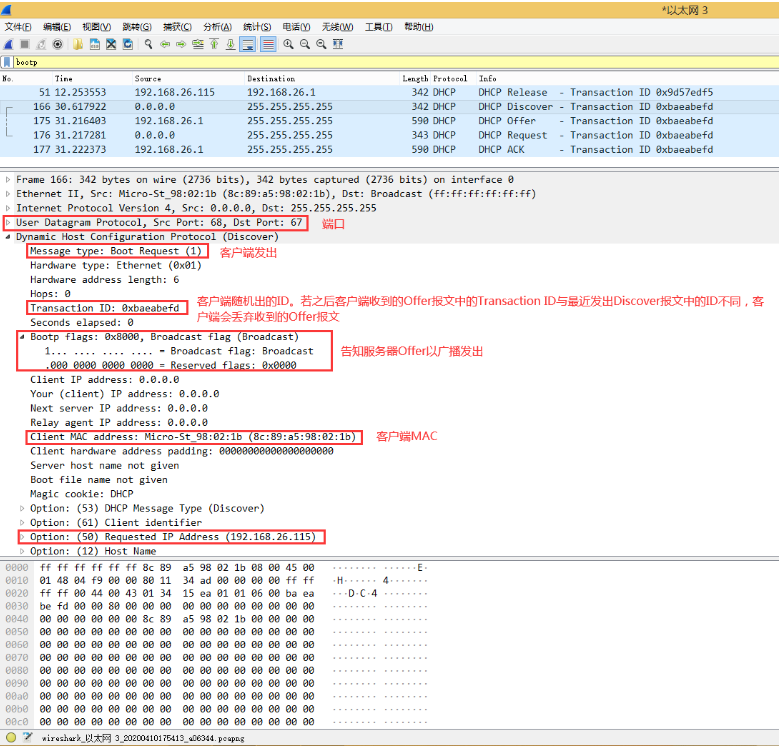 *以太网 3
文件(F) 编辑(E) 视图(V) 跳转(G) 捕获(C) 分析(A) 统计(S) 电话(Y) 无线(W) 工具(T) 帮助(H)
bootp
No. Time Source Destination Length Protocol Info
51 12.253553 192.168.26.115 192.168.26.1 342 DHCP DHCP Release - Transaction ID 0x9d57edf5
166 30.617922 0.0.0.0 255.255.255.255 342 DHCP DHCP Discover - Transaction ID 0xbaeabefd
175 31.216403 192.168.26.1 255.255.255.255 590 DHCP DHCP Offer - Transaction ID 0xbaeabefd
176 31.217281 0.0.0.0 255.255.255.255 343 DHCP DHCP Request - Transaction ID 0xbaeabefd
177 31.222373 192.168.26.1 255.255.255.255 590 DHCP DHCP ACK - Transaction ID 0xbaeabefd
Frame 166: 342 bytes on wire (2736 bits), 342 bytes captured (2736 bits) on interface 0
Ethernet II, Src: Micro-St_98:02:1b (8c:89:a5:98:02:1b), Dst: Broadcast (ff:ff:ff:ff:ff:ff)
Internet Protocol Version 4, Src: 0.0.0.0, Dst: 255.255.255.255
User Datagram Protocol, Src Port: 68, Dst Port: 67 端口
Dynamic Host Configuration Protocol (Discover)
Message type: Boot Request (1) 客户端发出
Hardware type: Ethernet (0x01)
Hardware address length: 6
Hops: 0
Transaction ID: 0xbaeabefd 客户端随机出的ID。若之后客户端收到的Offer报文中的Transaction ID与最近发出Discover报文中的ID不同，客
户端会丢弃收到的Offer报文
Seconds elapsed: 0
Bootp flags: 0x8000, Broadcast flag (Broadcast)
1... .... .... .... = Broadcast flag: Broadcast 告知服务器Offer以广播发出
.000 0000 0000 0000 = Reserved flags: 0x0000
Client IP address: 0.0.0.0
Your (client) IP address: 0.0.0.0
Next server IP address: 0.0.0.0
Relay agent IP address: 0.0.0.0
Client MAC address: Micro-St_98:02:1b (8c:89:a5:98:02:1b) 客户端MAC
Client hardware address padding: 00000000000000000000
Server host name not given
Boot file name not given
Magic cookie: DHCP
Option: (53) DHCP Message Type (Discover)
Option: (61) Client identifier
Option: (50) Requested IP Address (192.168.26.115)
Option: (12) Host Name
0000 ff ff ff ff ff ff 8c 89 a5 98 02 1b 08 00 45 00 ········ ······E·
0010 01 48 04 f9 00 00 80 11 34 ad 00 00 00 00 ff ff ·H······ 4·······
0020 ff ff 00 44 00 43 01 34 15 ea 01 01 06 00 ba ea ···D·C·4 ········
0030 be fd 00 00 80 00 00 00 00 00 00 00 00 00 00 00 ········ ········
0040 00 00 00 00 00 00 8c 89 a5 98 02 1b 00 00 00 00 ········ ········
0050 00 00 00 00 00 00 00 00 00 00 00 00 00 00 00 00 ········ ········
0060 00 00 00 00 00 00 00 00 00 00 00 00 00 00 00 00 ········ ········
0070 00 00 00 00 00 00 00 00 00 00 00 00 00 00 00 00 ········ ········
0080 00 00 00 00 00 00 00 00 00 00 00 00 00 00 00 00 ········ ········
0090 00 00 00 00 00 00 00 00 00 00 00 00 00 00 00 00 ········ ········
00a0 00 00 00 00 00 00 00 00 00 00 00 00 00 00 00 00 ········ ········
00b0 00 00 00 00 00 00 00 00 00 00 00 00 00 00 00 00 ········ ········
00c0 00 00 00 00 00 00 00 00 00 00 00 00 00 00 00 00 ········ ········
wireshark_以太网 3_20200410175413_a06344.pcapng